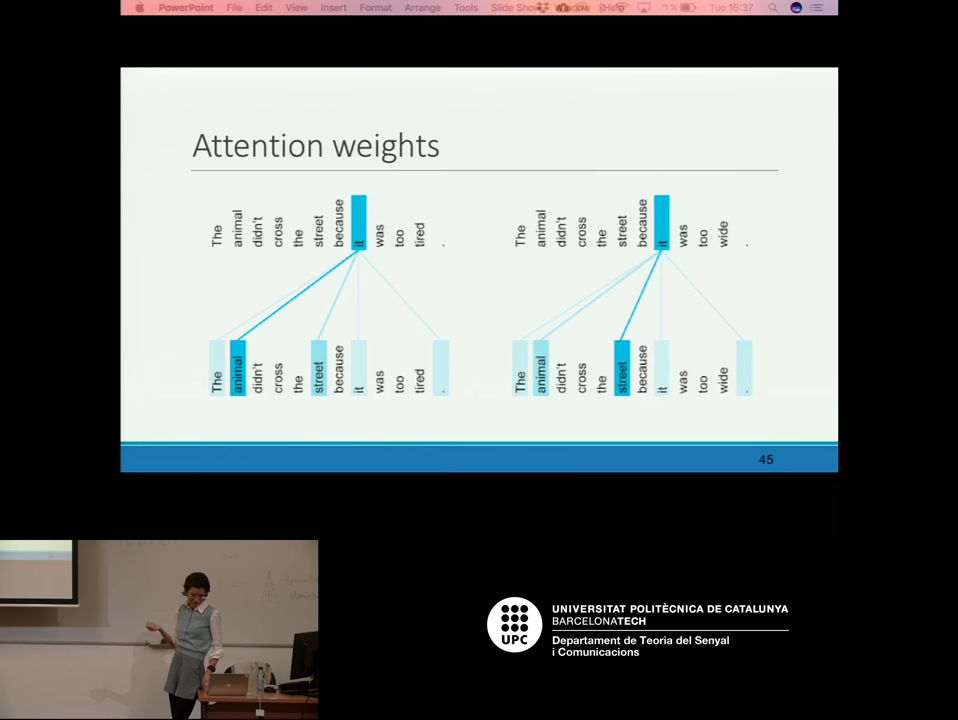 PowerPoint File Edit View Insert Format Arrange Tools Slide Show Window Help 71% Tue 16:37
Attention weights
The animal didn't cross the street because it was too tired .
The animal didn't cross the street because it was too wide .
The animal didn't cross the street because it was too tired .
The animal didn't cross the street because it was too wide .
45
UPC
UNIVERSITAT POLITÈCNICA DE CATALUNYA
BARCELONATECH
Departament de Teoria del Senyal
i Comunicacions